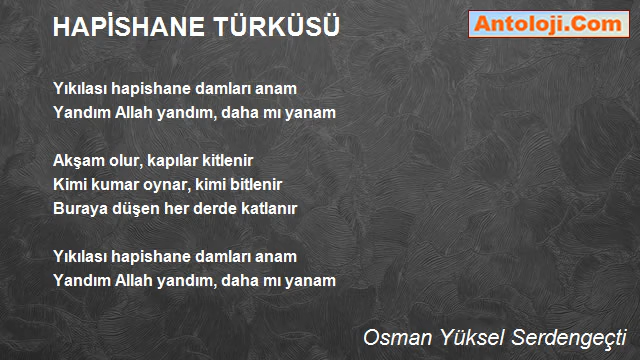 HAPİSHANE TÜRKÜSÜ
Antoloji.Com
Yıkılası hapishane damları anam
Yandım Allah yandım, daha mı yanam
Akşam olur, kapılar kitlenir
Kimi kumar oynar, kimi bitlenir
Buraya düşen her derde katlanır
Yıkılası hapishane damları anam
Yandım Allah yandım, daha mı yanam
Osman Yüksel Serdengeçti